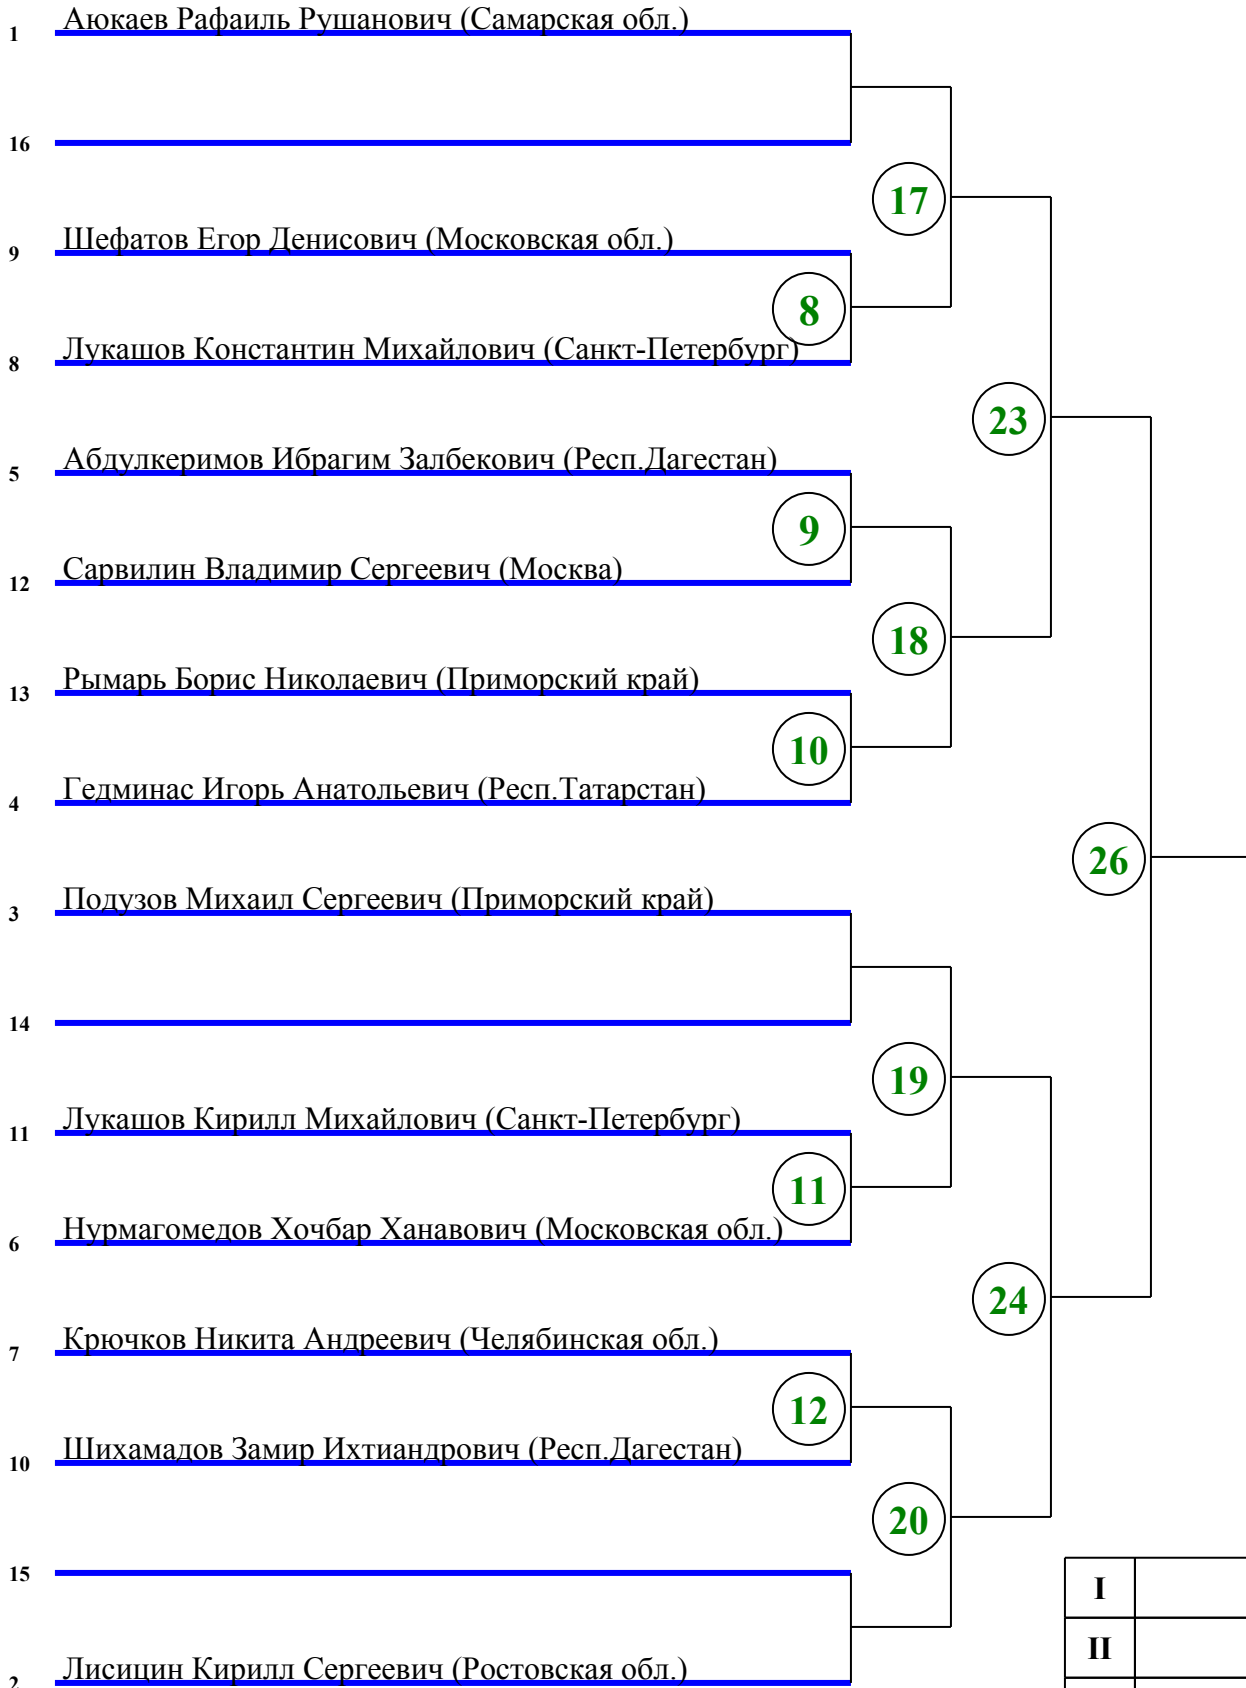 1 Аюкаев Рафаиль Рушанович (Самарская обл.)
16
17
9 Шефатов Егор Денисович (Московская обл.)
8
8 Лукашов Константин Михайлович (Санкт-Петербург)
23
5 Абдулкеримов Ибрагим Залбекович (Респ.Дагестан)
9
12 Сарвилин Владимир Сергеевич (Москва)
18
13 Рымарь Борис Николаевич (Приморский край)
10
4 Гедминас Игорь Анатольевич (Респ.Татарстан)
26
3 Подузов Михаил Сергеевич (Приморский край)
14
19
11 Лукашов Кирилл Михайлович (Санкт-Петербург)
11
6 Нурмагомедов Хочбар Ханавович (Московская обл.)
24
7 Крючков Никита Андреевич (Челябинская обл.)
12
10 Шихамадов Замир Ихтиандрович (Респ.Дагестан)
20
15
I
II
2 Лисицин Кирилл Сергеевич (Ростовская обл.)